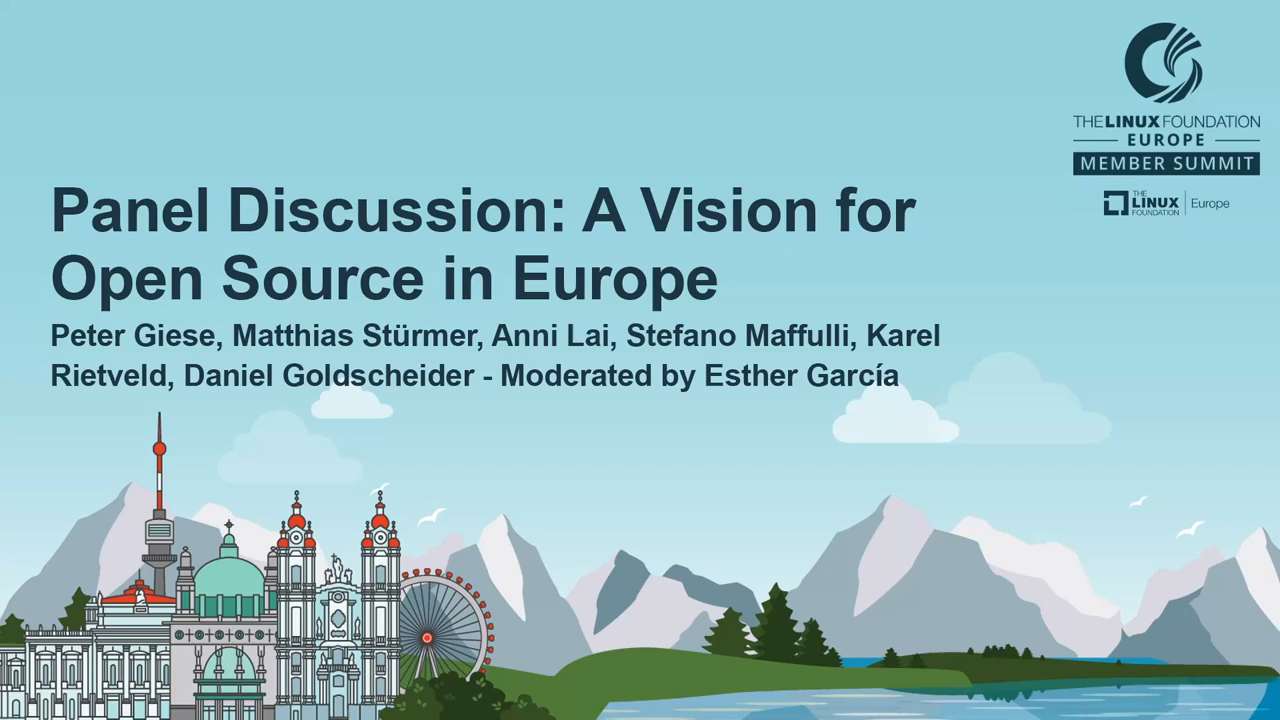 THE LINUX FOUNDATION
EUROPE
MEMBER SUMMIT
THE
LINUX
FOUNDATION
Europe
Panel Discussion: A Vision for
Open Source in Europe
Peter Giese, Matthias Stürmer, Anni Lai, Stefano Maffulli, Karel
Rietveld, Daniel Goldscheider - Moderated by Esther García